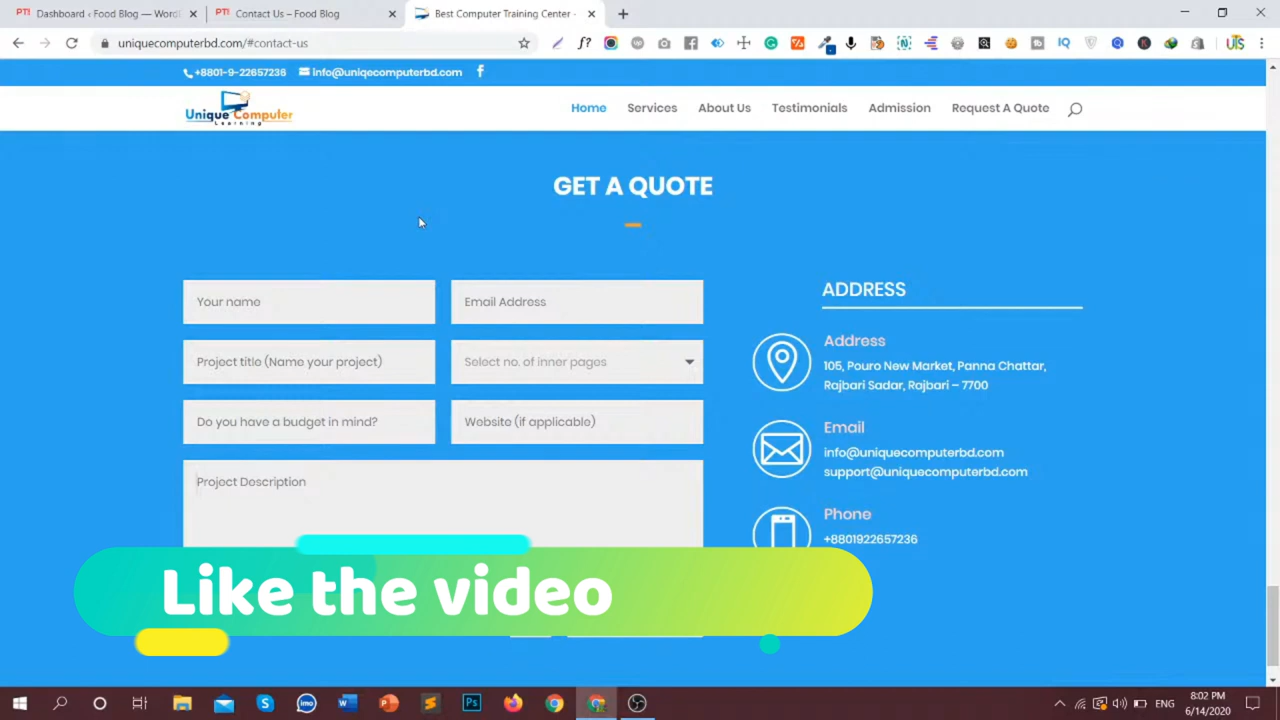 Dashboard ‹ Food Blog — Wordl
Contact Us – Food Blog
Best Computer Training Center -
uniquecomputerbd.com/#contact-us
+8801-9-22657236
Info@uniqecomputerbd.com
Unique Computer
Learning
Home
Services
About Us
Testimonials
Admission
Request A Quote
GET A QUOTE
Your name
Email Address
Project title (Name your project)
Select no. of inner pages
Do you have a budget in mind?
Website (if applicable)
Project Description
ADDRESS
Address
105, Pouro New Market, Panna Chattar,
Rajbari Sadar, Rajbari – 7700
Email
info@uniquecomputerbd.com
support@uniquecomputerbd.com
Phone
+8801922657236
Like the video
ENG
8:02 PM
6/14/2020